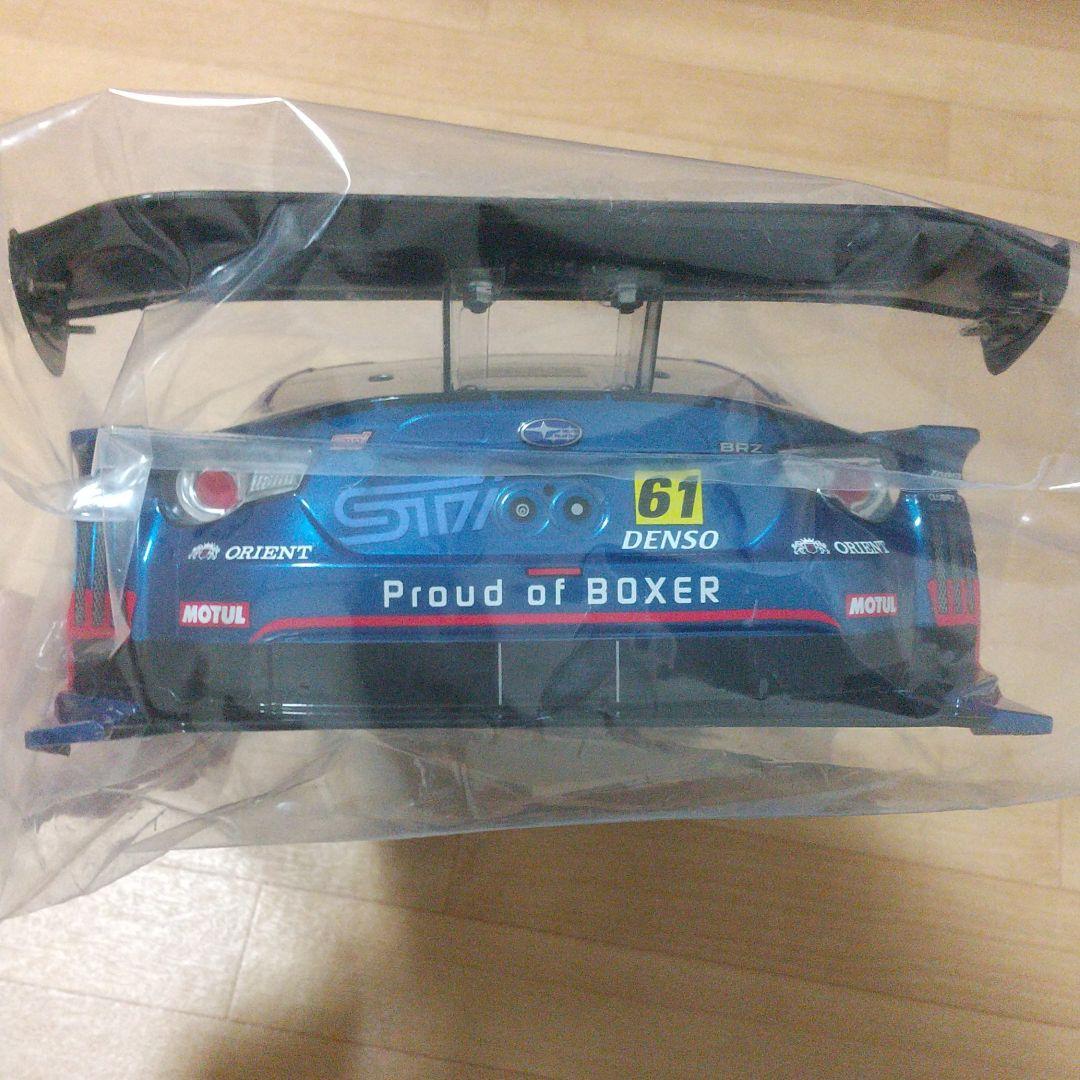 BRZ
STI
61
DENSO
ORIENT
ORIENT
Proud of BOXER
MOTUL
MOTUL